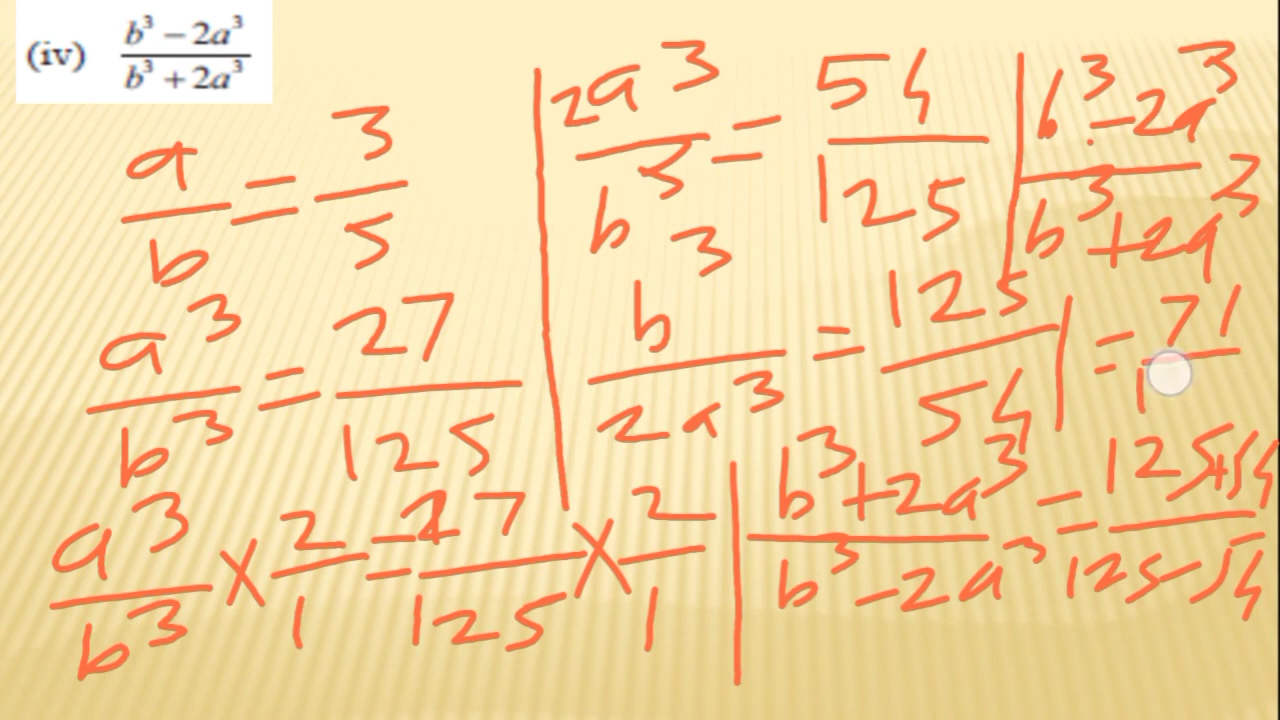 (iv) b³ − 2a³ / b³ + 2a³
a/b = 3/5
a³/b³ = 27/125
a³/b³ × 2/1 = 27/125 × 2/1
2a³/b³ = 54/125
b³/2a³ = 125/54
b³+2a³/b³−2a³ = 125+54/125−54
b³−2a³/b³+2a³
= 71/1